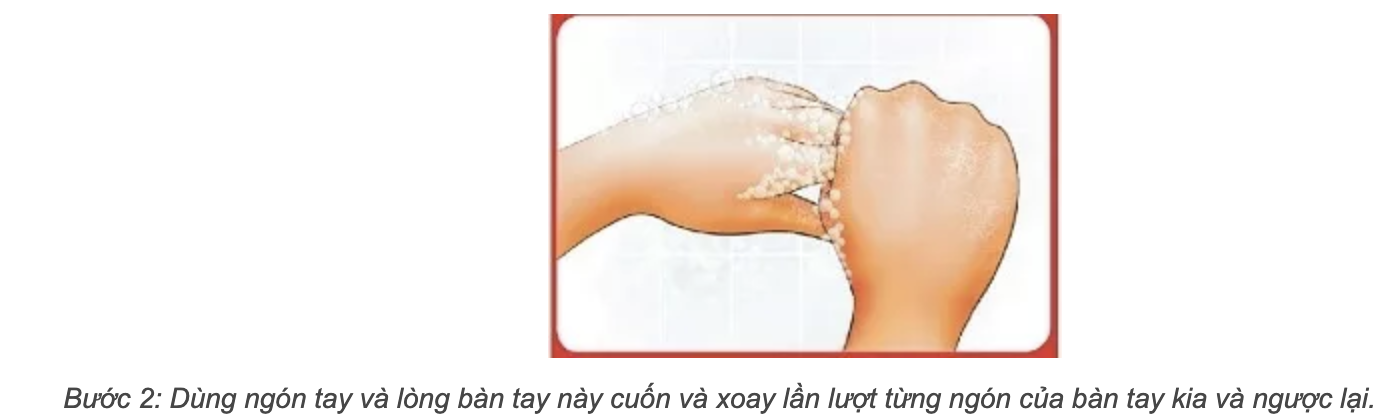 Bước 2: Dùng ngón tay và lòng bàn tay này cuốn và xoay lần lượt từng ngón của bàn tay kia và ngược lại.